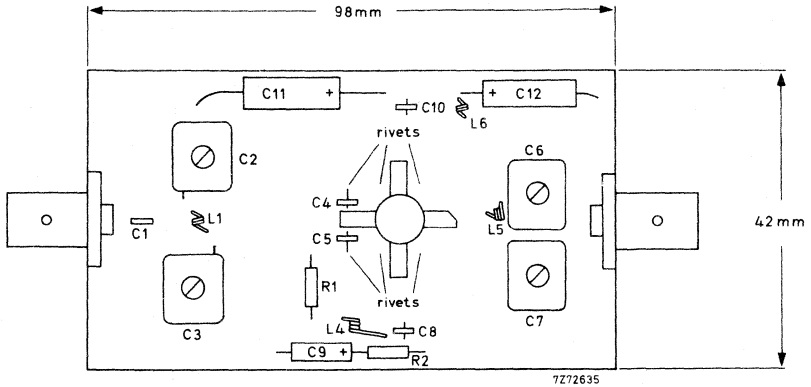 98mm
C11 +
+ C12
C10
L6
rivets
C2
C6
C4
L1
C1
L5
42mm
C5
R1
rivets
C7
C3
L4
C8
C9 +
R2
7Z72635